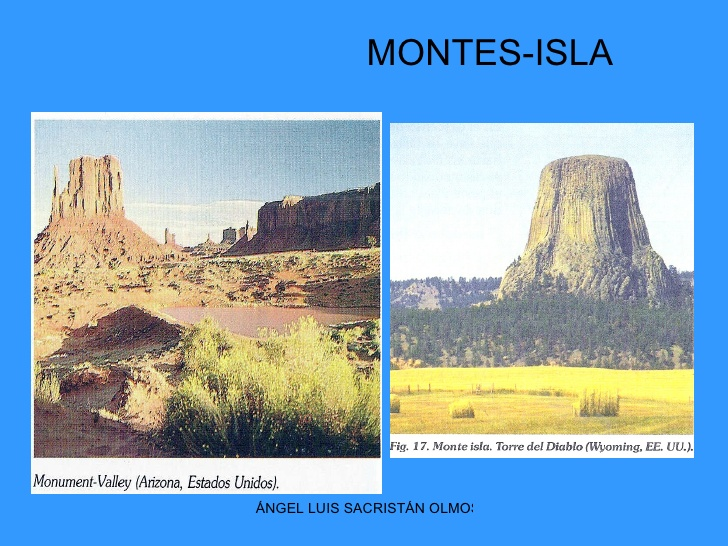 MONTES-ISLA
Monument-Valley (Arizona, Estados Unidos).
Fig. 17. Monte isla. Torre del Diablo (Wyoming, EE. UU.).
ÁNGEL LUIS SACRISTÁN OLMOS